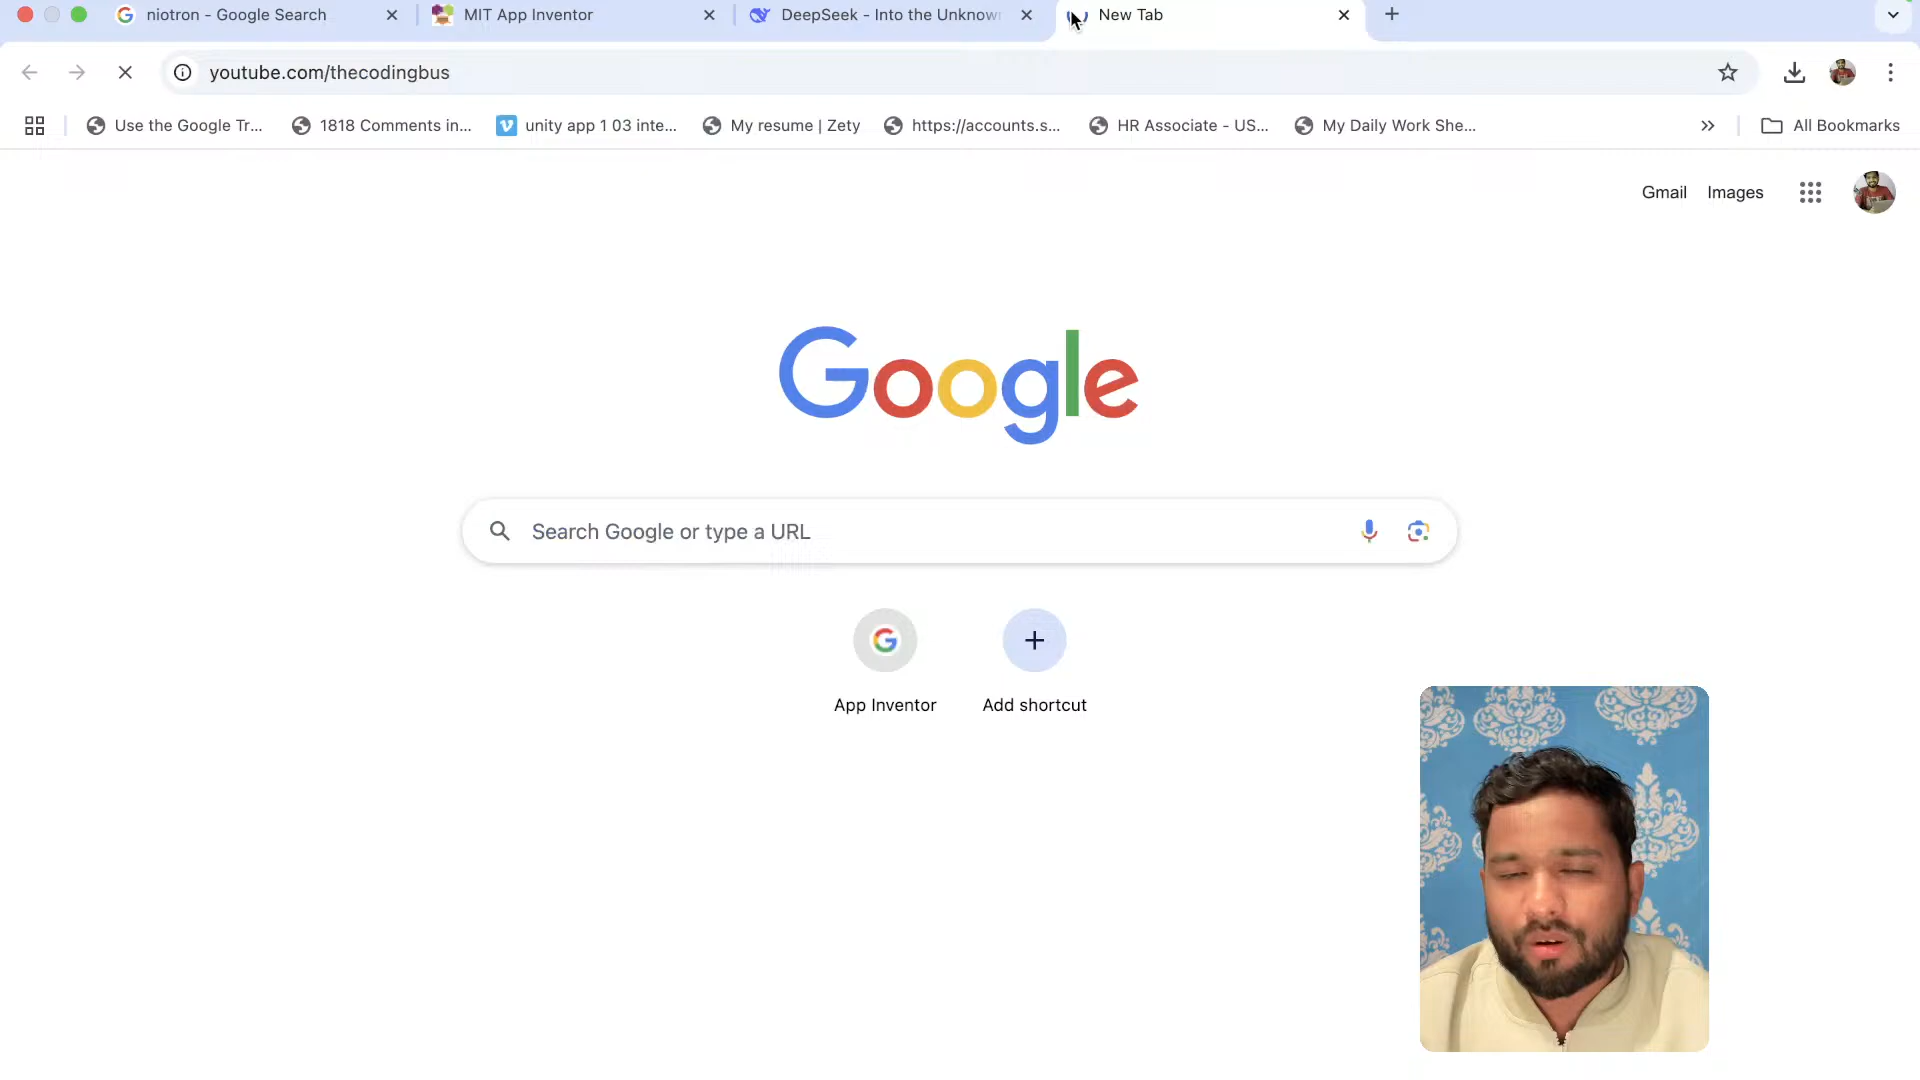 niotron - Google Search
MIT App Inventor
DeepSeek - Into the Unknow
New Tab
youtube.com/thecodingbus
Use the Google Tr...
1818 Comments in...
unity app 1 03 inte...
My resume | Zety
https://accounts.s...
HR Associate - US...
My Daily Work She...
All Bookmarks
Gmail
Images
Google
Search Google or type a URL
App Inventor
Add shortcut